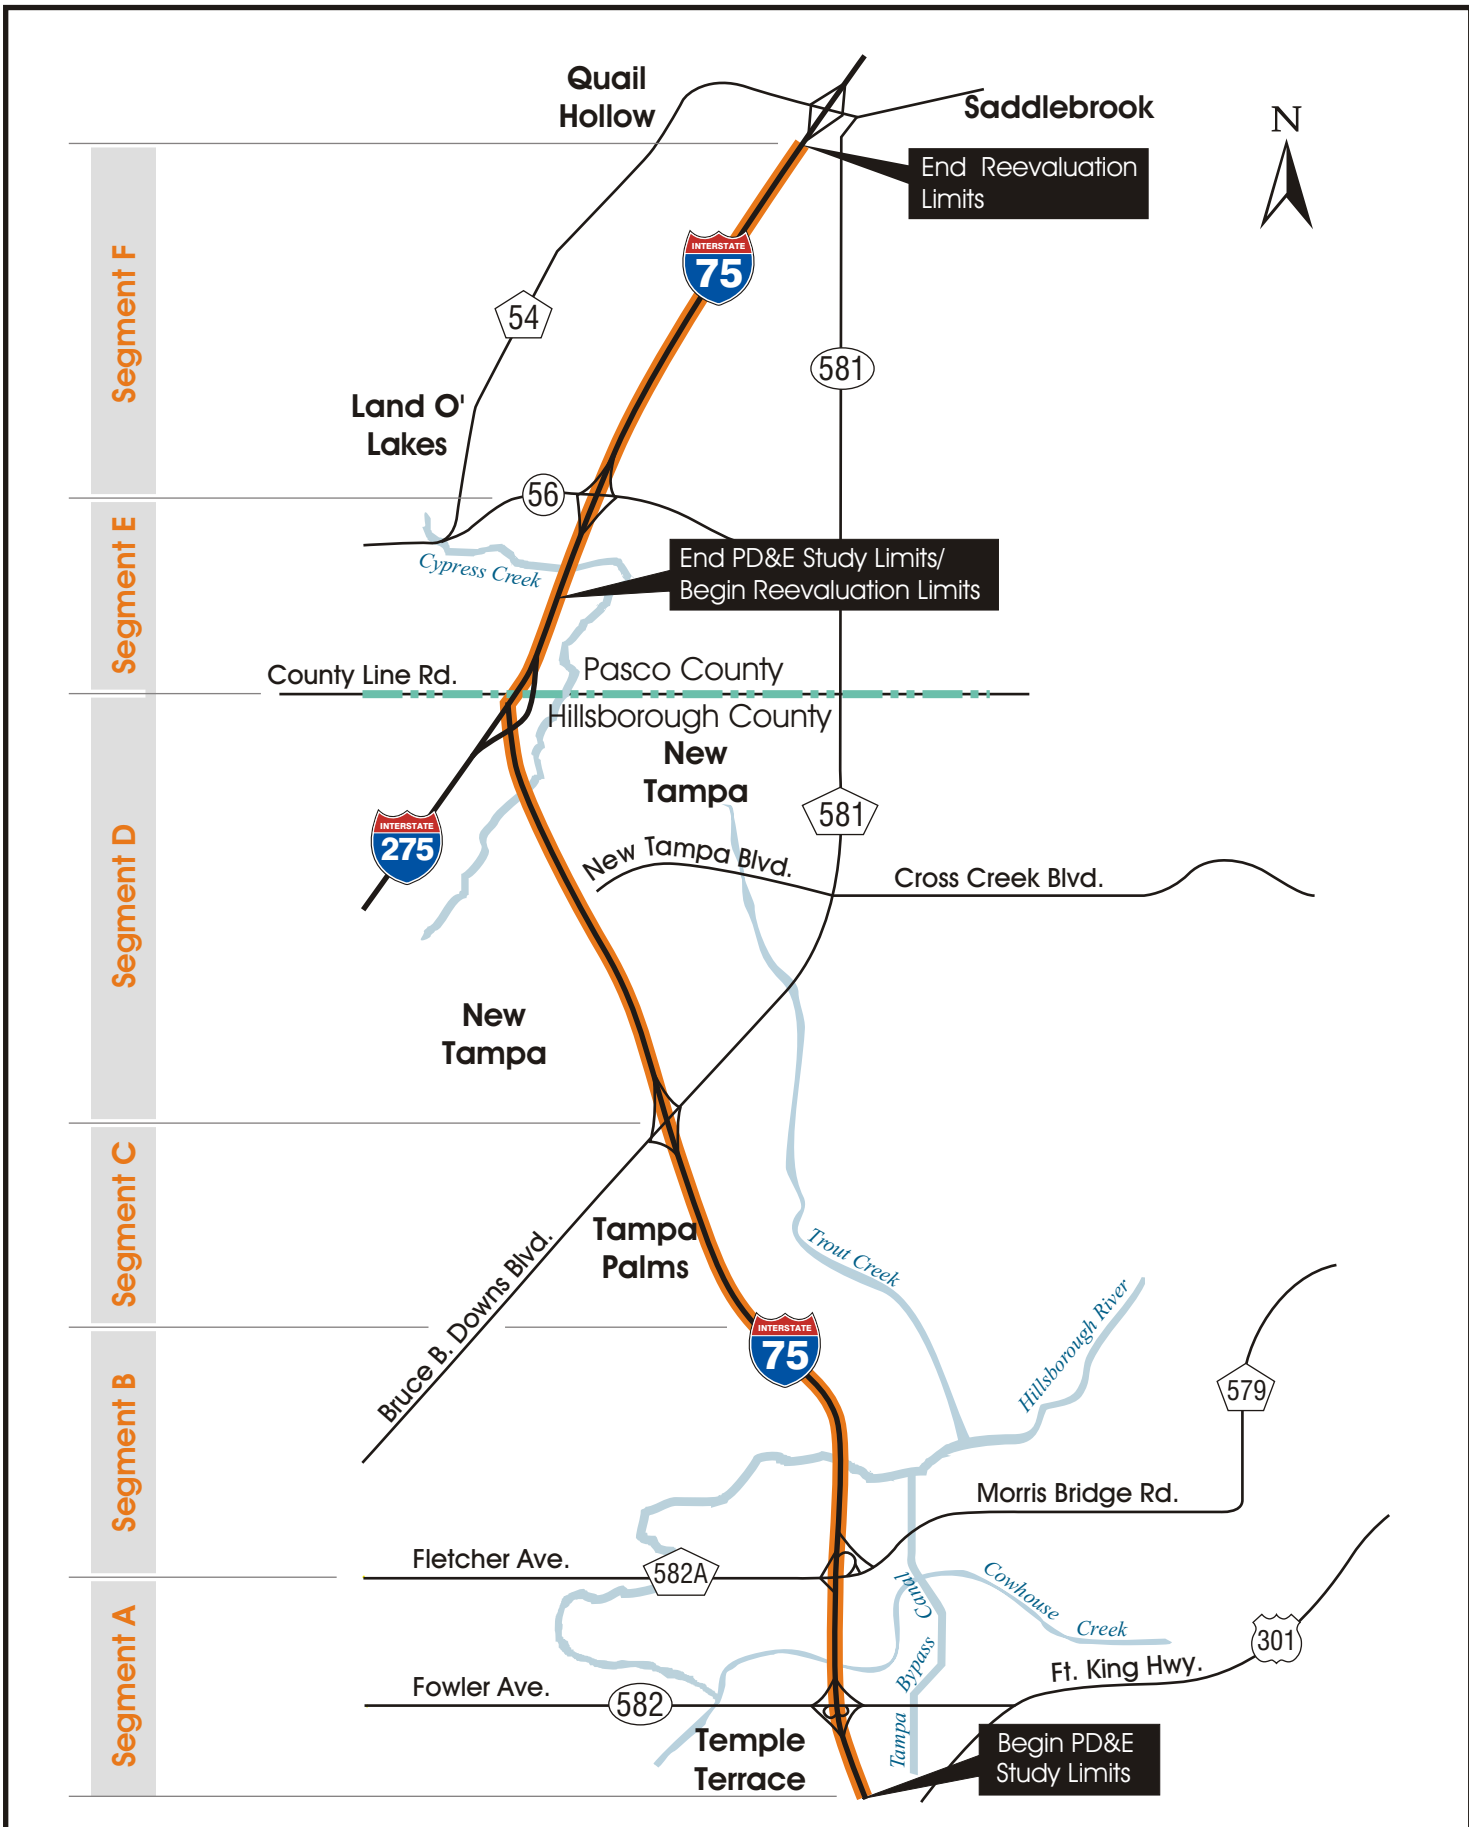 Quail
Hollow
Saddlebrook
N
End Reevaluation
Limits
Segment F
INTERSTATE
75
54
581
Land O'
Lakes
56
Segment E
Cypress Creek
End PD&E Study Limits/
Begin Reevaluation Limits
County Line Rd.
Pasco County
Hillsborough County
New
Tampa
581
INTERSTATE
275
New Tampa Blvd.
Cross Creek Blvd.
Segment D
New
Tampa
Segment C
Tampa
Palms
Trout Creek
Bruce B. Downs Blvd.
Hillsborough River
INTERSTATE
75
579
Segment B
Morris Bridge Rd.
Fletcher Ave.
582A
Cowhouse Creek
Tampa Bypass Canal
301
Segment A
Ft. King Hwy.
Fowler Ave.
582
Temple
Terrace
Begin PD&E
Study Limits